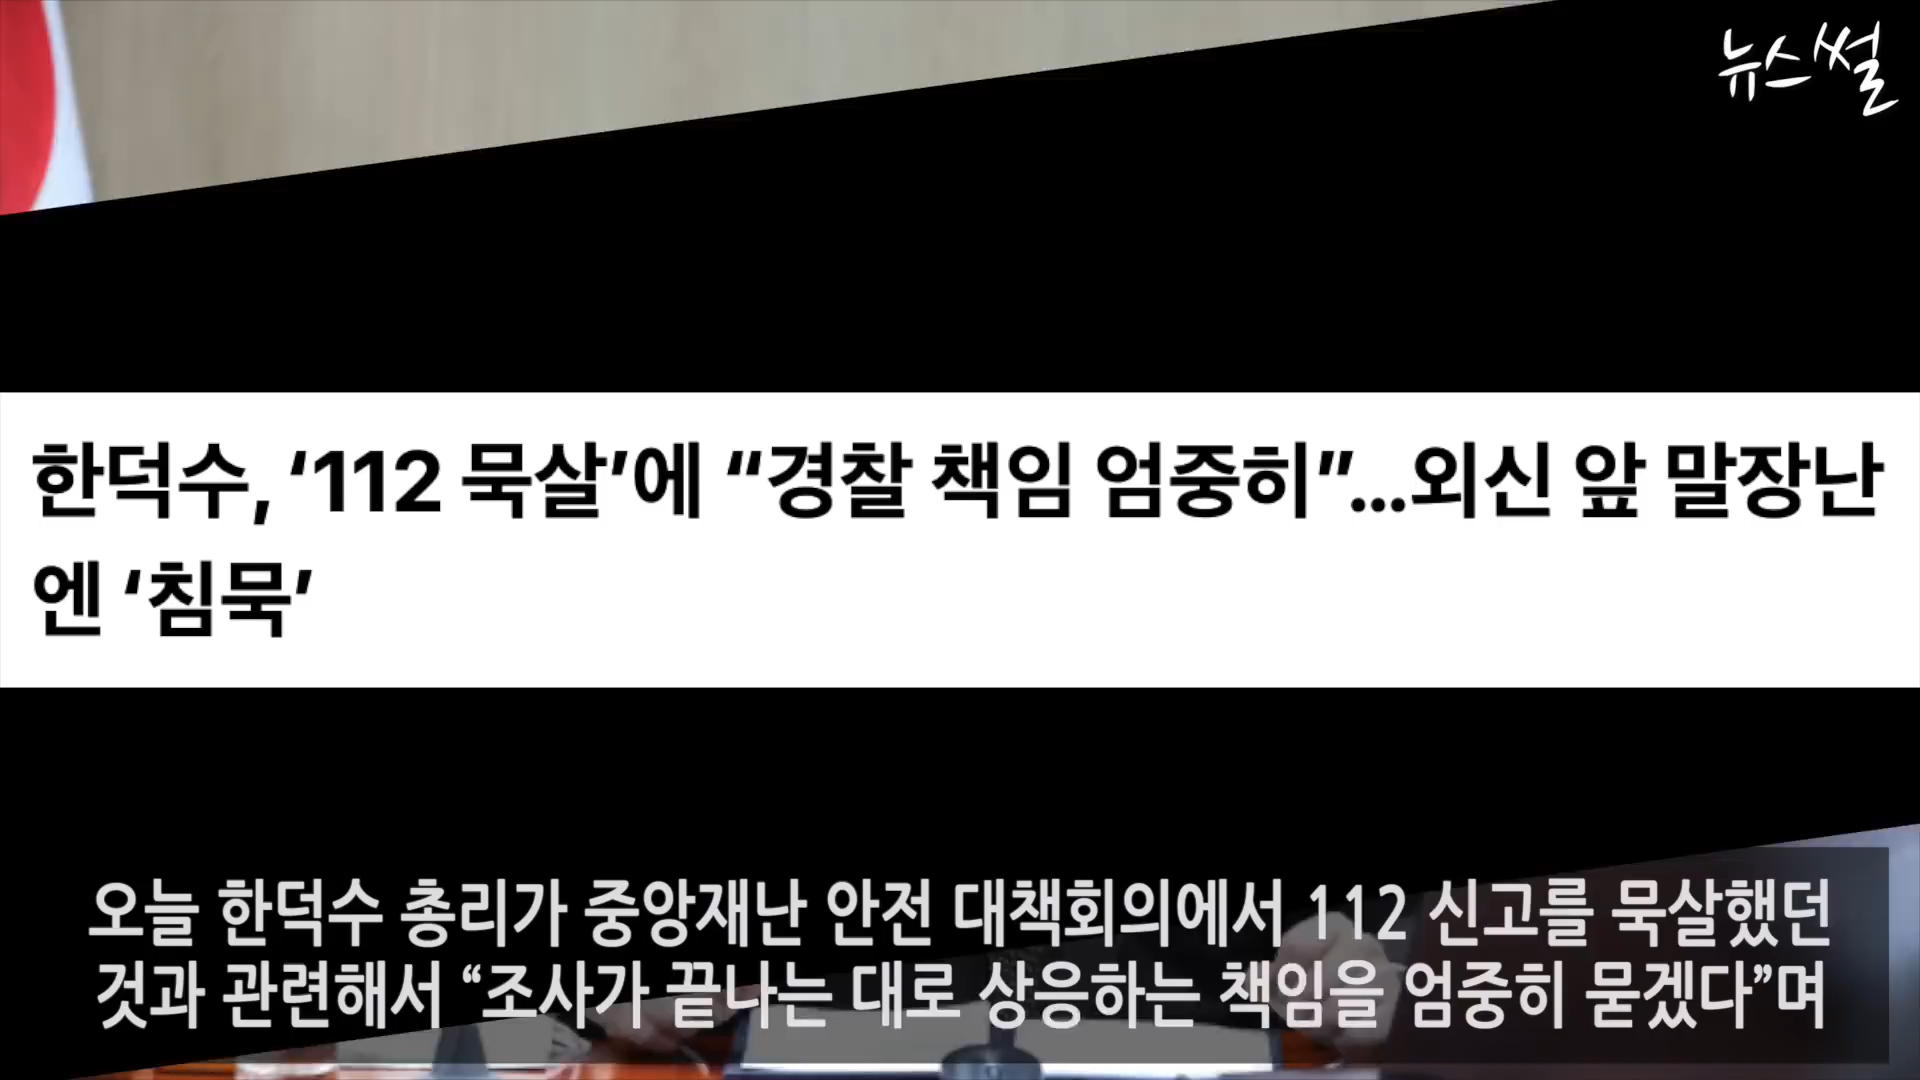 뉴스썰
한덕수, ‘112 묵살’에 “경찰 책임 엄중히”...외신 앞 말장난
엔 ‘침묵’
오늘 한덕수 총리가 중앙재난 안전 대책회의에서 112 신고를 묵살했던
것과 관련해서 “조사가 끝나는 대로 상응하는 책임을 엄중히 묻겠다”며